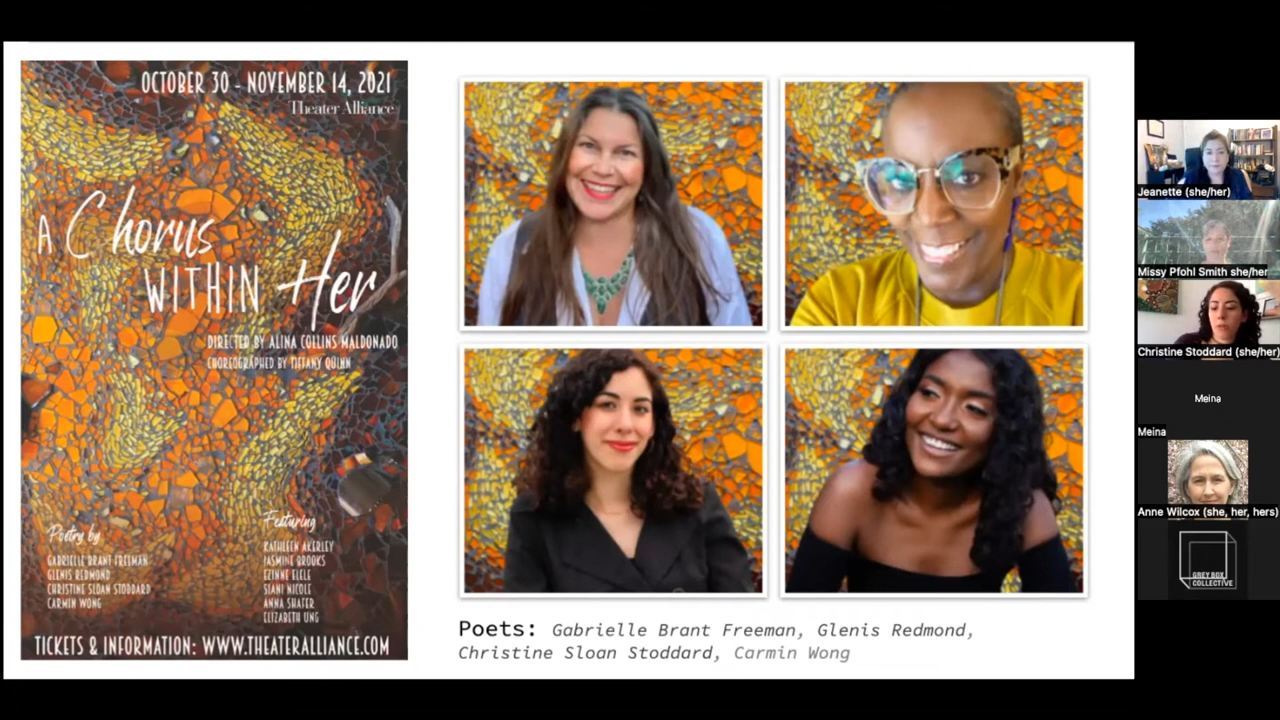 OCTOBER 30 - NOVEMBER 14, 2021
Theater Alliance
A Chorus
WITHIN Her
DIRECTED BY ALINA COLLINS MALDONADO
CHOREOGRAPHED BY TIFFANY QUINN
Poetry by
GABRIELLE BRANT FREEMAN
GLENIS REDMOND
CHRISTINE SLOAN STODDARD
CARMIN WONG
Featuring
KATHLEEN AKERLEY
JASMINE BROOKS
EZINNE ELELE
SIANI NICOLE
ANNA SHAFER
ELIZABETH UNG
TICKETS & INFORMATION: WWW.THEATERALLIANCE.COM
Poets: Gabrielle Brant Freeman, Glenis Redmond,
Christine Sloan Stoddard, Carmin Wong
Jeanette (she/her)
Missy Pfohl Smith she/her
Christine Stoddard (she/her)
Meina
Meina
Anne Wilcox (she, her, hers)
GREY BOX
COLLECTIVE